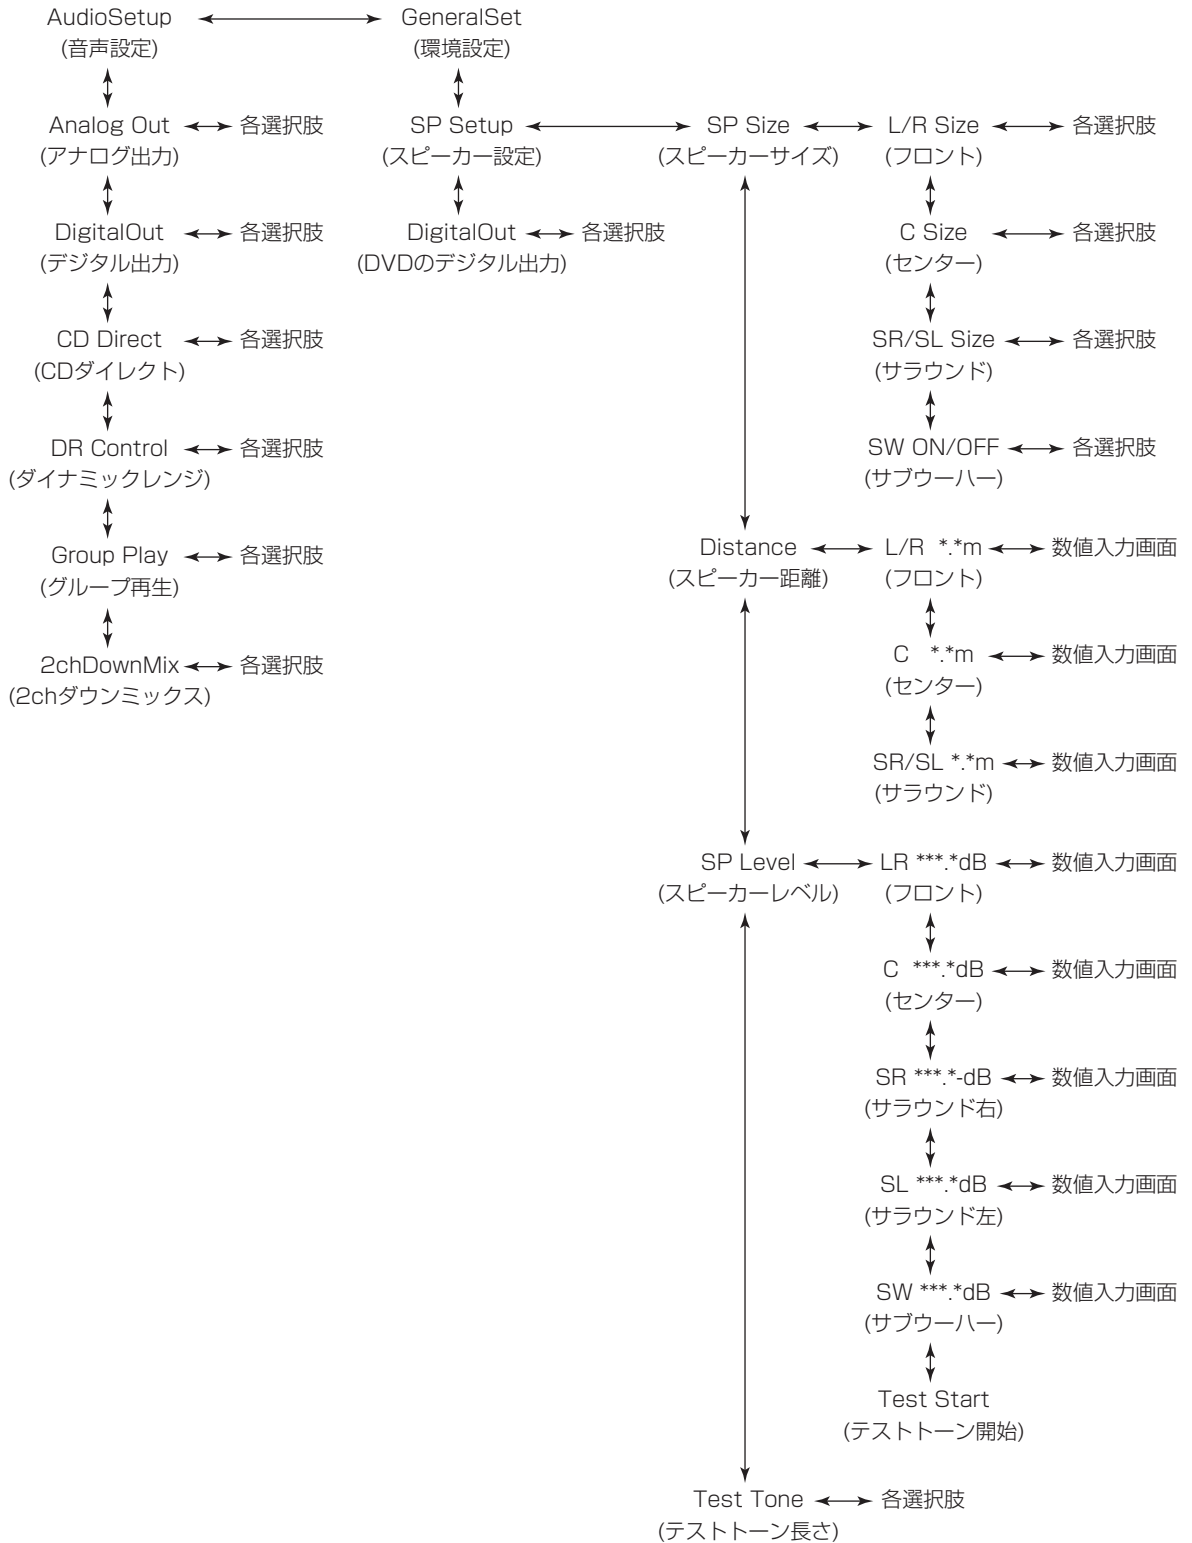 AudioSetup GeneralSet
(音声設定) (環境設定)
Analog Out 各選択肢 SP Setup SP Size L/R Size 各選択肢
(アナログ出力) (スピーカー設定) (スピーカーサイズ) (フロント)
DigitalOut 各選択肢 DigitalOut 各選択肢 C Size 各選択肢
(デジタル出力) (DVDのデジタル出力) (センター)
CD Direct 各選択肢 SR/SL Size 各選択肢
(CDダイレクト) (サラウンド)
DR Control 各選択肢 SW ON/OFF 各選択肢
(ダイナミックレンジ) (サブウーハー)
Group Play 各選択肢 Distance L/R *.*m 数値入力画面
(グループ再生) (スピーカー距離) (フロント)
2chDownMix 各選択肢 C *.*m 数値入力画面
(2chダウンミックス) (センター)
SR/SL *.*m 数値入力画面
(サラウンド)
SP Level LR ***.*dB 数値入力画面
(スピーカーレベル) (フロント)
C ***.*dB 数値入力画面
(センター)
SR ***.*-dB 数値入力画面
(サラウンド右)
SL ***.*dB 数値入力画面
(サラウンド左)
SW ***.*dB 数値入力画面
(サブウーハー)
Test Start
(テストトーン開始)
Test Tone 各選択肢
(テストトーン長さ)